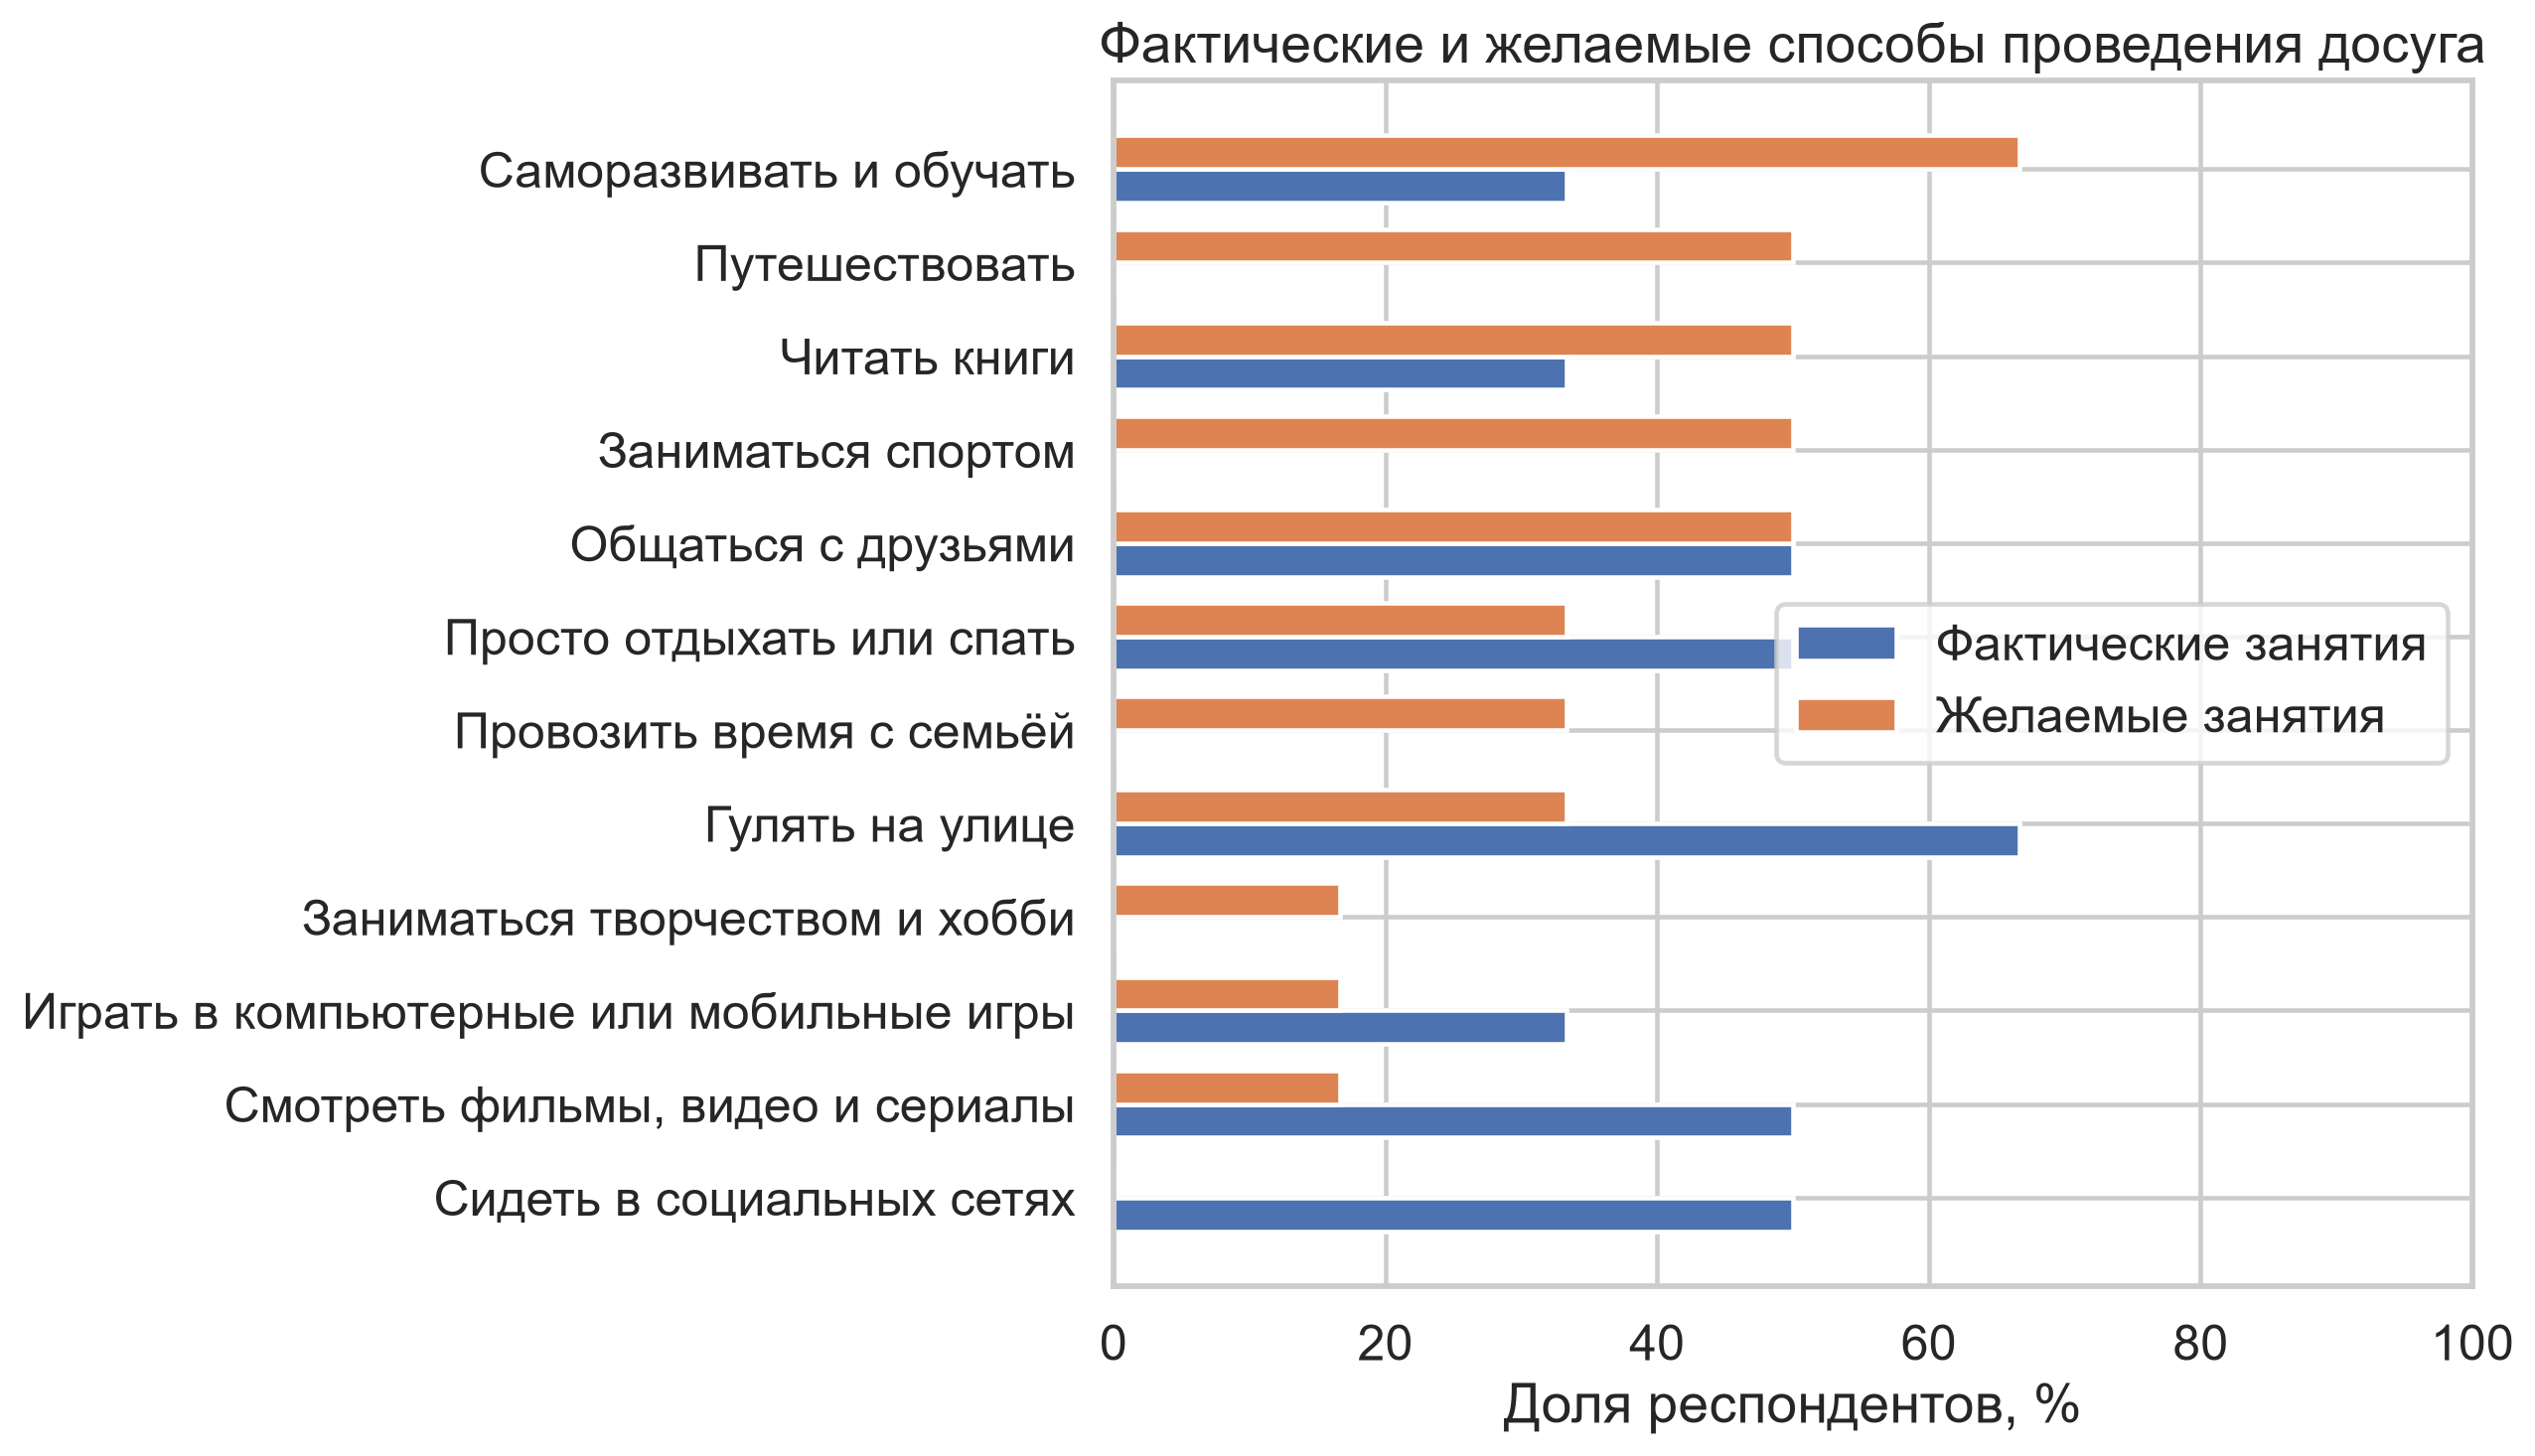 Фактические и желаемые способы проведения досуга
Саморазвивать и обучать
Путешествовать
Читать книги
Заниматься спортом
Общаться с друзьями
Просто отдыхать или спать
Провозить время с семьёй
Гулять на улице
Заниматься творчеством и хобби
Играть в компьютерные или мобильные игры
Смотреть фильмы, видео и сериалы
Сидеть в социальных сетях
Фактические занятия
Желаемые занятия
0 20 40 60 80 100
Доля респондентов, %